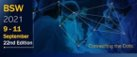 BSW
2021
9 - 11
September
22nd Edition
Connecting the Dots